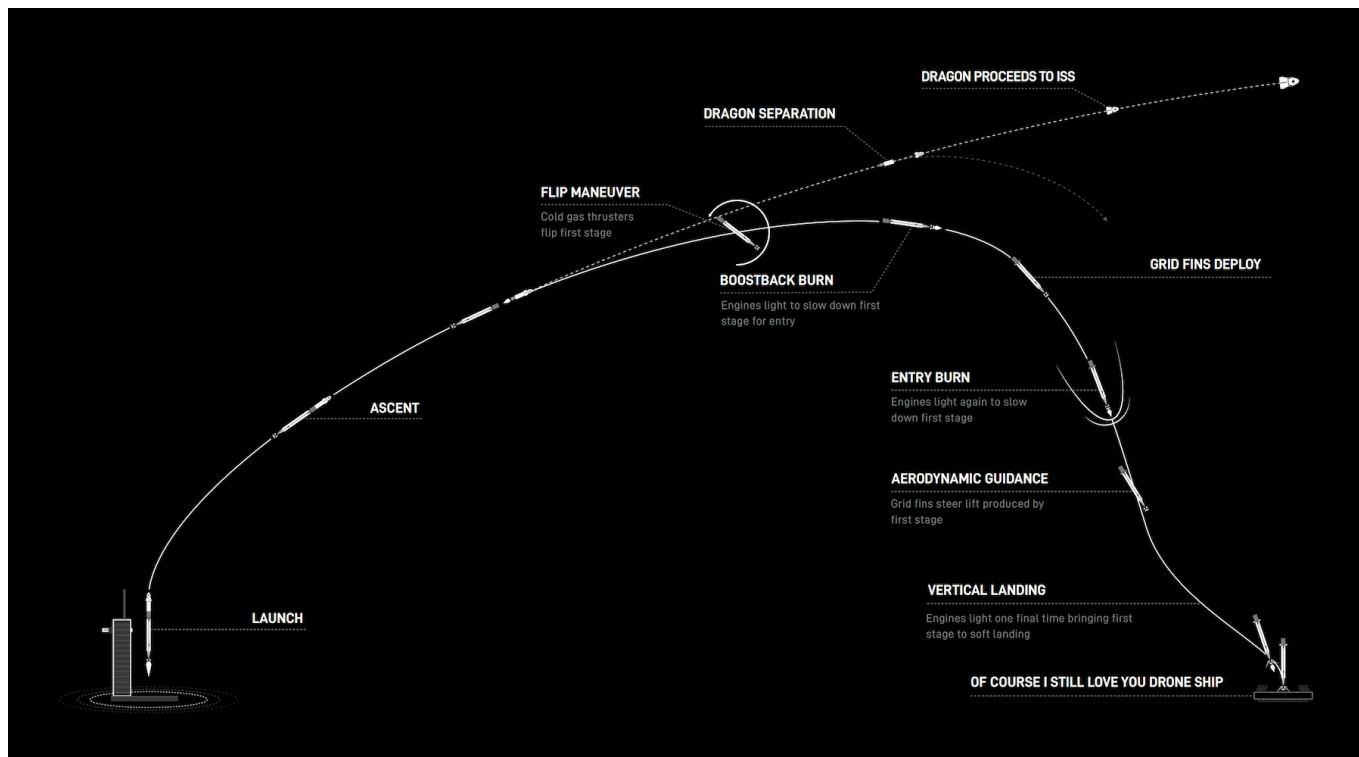 DRAGON PROCEEDS TO ISS
DRAGON SEPARATION
FLIP MANEUVER
Cold gas thrusters
flip first stage
BOOSTBACK BURN
Engines light to slow down first
stage for entry
GRID FINS DEPLOY
ENTRY BURN
Engines light again to slow
down first stage
ASCENT
AERODYNAMIC GUIDANCE
Grid fins steer lift produced by
first stage
VERTICAL LANDING
Engines light one final time bringing first
stage to soft landing
LAUNCH
OF COURSE I STILL LOVE YOU DRONE SHIP